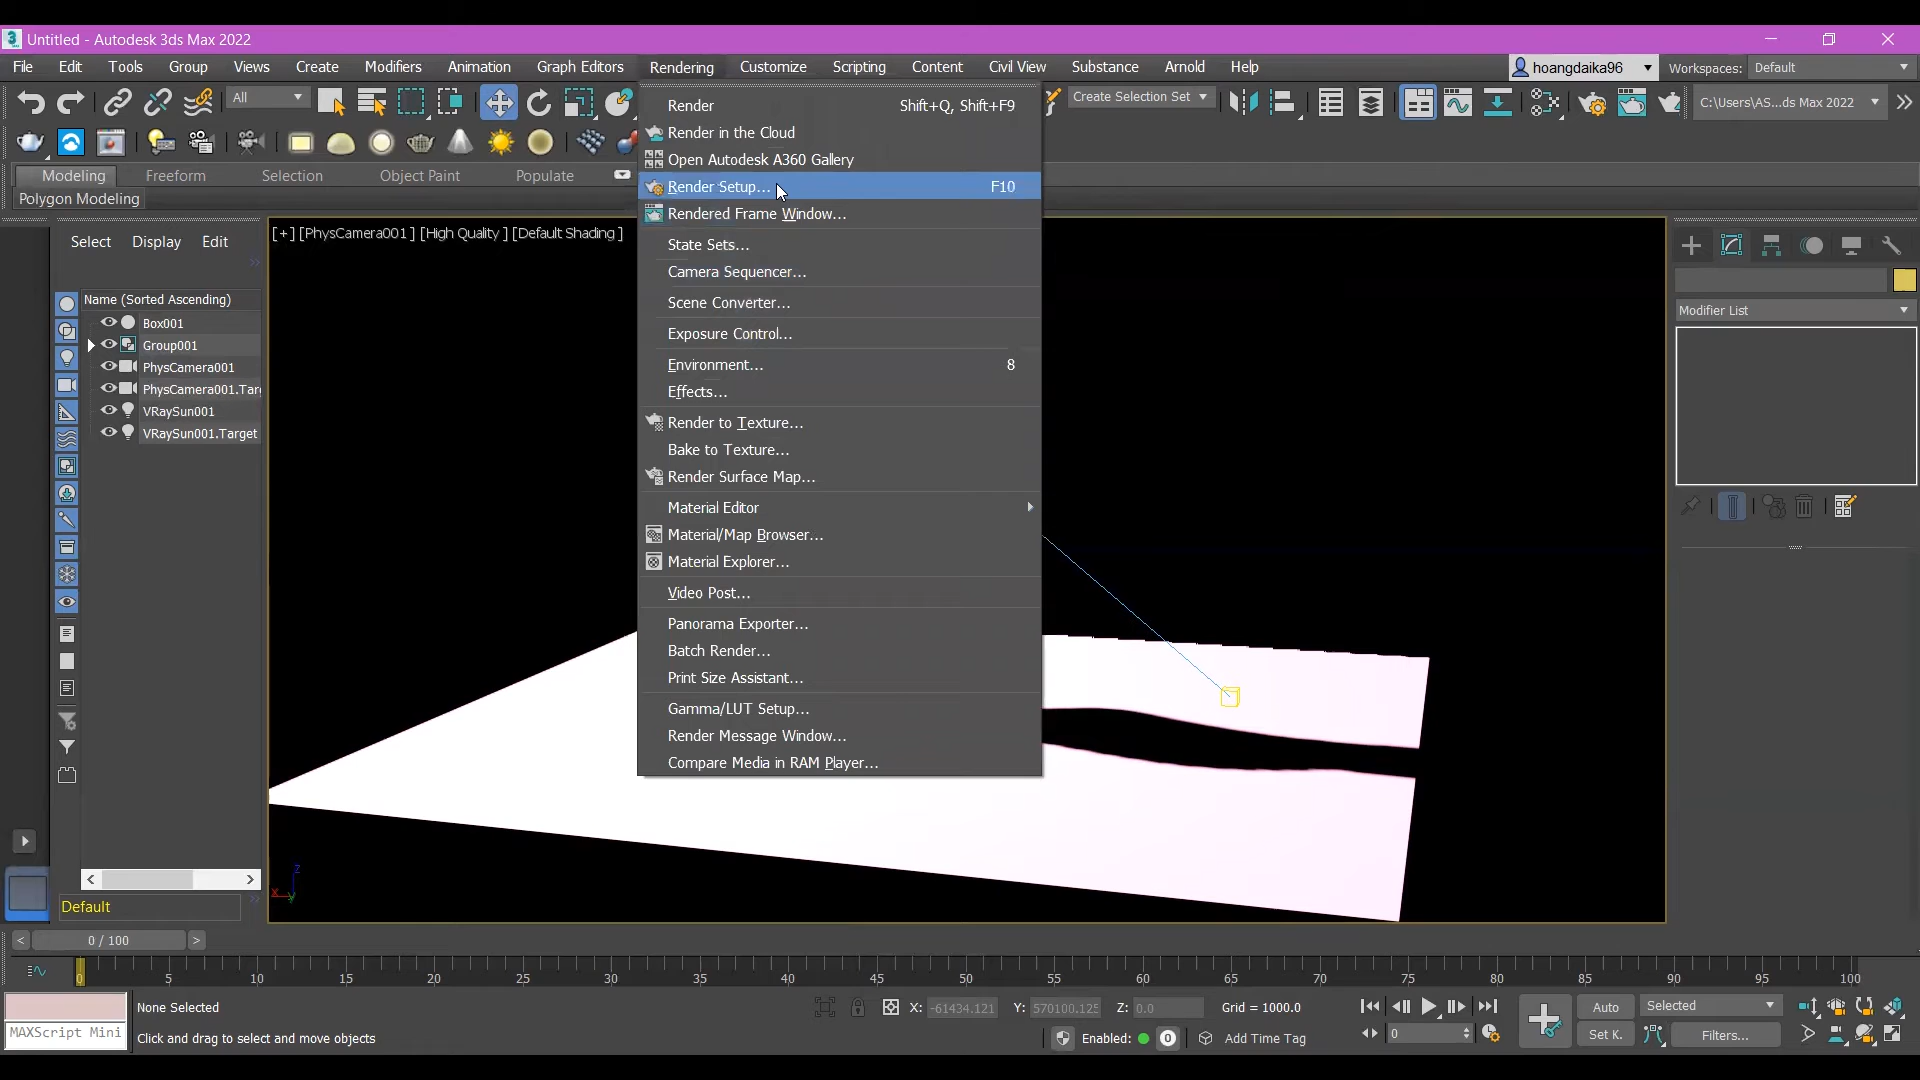 Untitled - Autodesk 3ds Max 2022
File Edit Tools Group Views Create Modifiers Animation Graph Editors Rendering Customize Scripting Content Civil View Substance Arnold Help
hoangdaika96
Workspaces: Default
All
Create Selection Set
C:\Users\AS...ds Max 2022
Modeling Freeform Selection Object Paint Populate
Polygon Modeling
Render Shift+Q, Shift+F9
Render in the Cloud
Open Autodesk A360 Gallery
Render Setup... F10
Rendered Frame Window...
State Sets...
Camera Sequencer...
Scene Converter...
Exposure Control...
Environment... 8
Effects...
Render to Texture...
Bake to Texture...
Render Surface Map...
Material Editor
Material/Map Browser...
Material Explorer...
Video Post...
Panorama Exporter...
Batch Render...
Print Size Assistant...
Gamma/LUT Setup...
Render Message Window...
Compare Media in RAM Player...
Select Display Edit
Name (Sorted Ascending)
Box001
Group001
PhysCamera001
PhysCamera001.Targ
VRaySun001
VRaySun001.Target
Default
[+] [PhysCamera001] [High Quality] [Default Shading]
z
x
y
Modifier List
< 0 / 100 >
0 5 10 15 20 25 30 35 40 45 50 55 60 65 70 75 80 85 90 95 100
None Selected
X: -61434.121 Y: 570100.125 Z: 0.0 Grid = 1000.0
Auto Selected
MAXScript Mini
Click and drag to select and move objects
Enabled: 0 Add Time Tag
0
Set K. Filters...